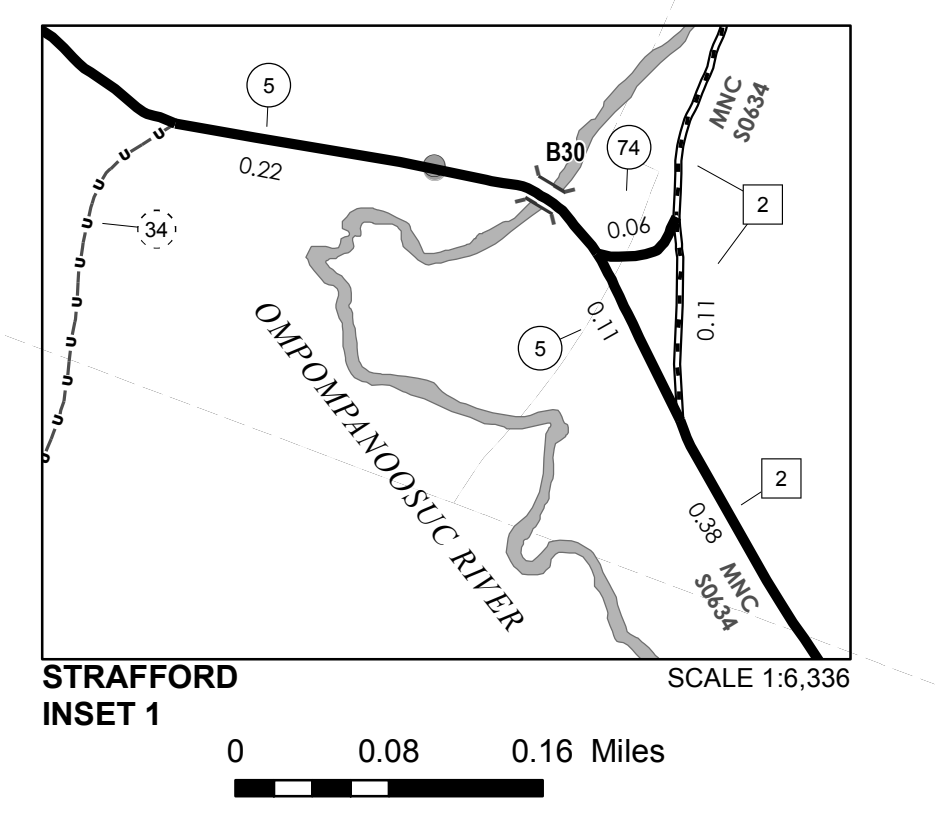 5
MNC
S0634
B30
74
0.22
2
34
0.06
0.11
0.11
5
OMPOMPANOOSUC RIVER
2
0.38
MNC
S0634
STRAFFORD
INSET 1
SCALE 1:6,336
0 0.08 0.16 Miles